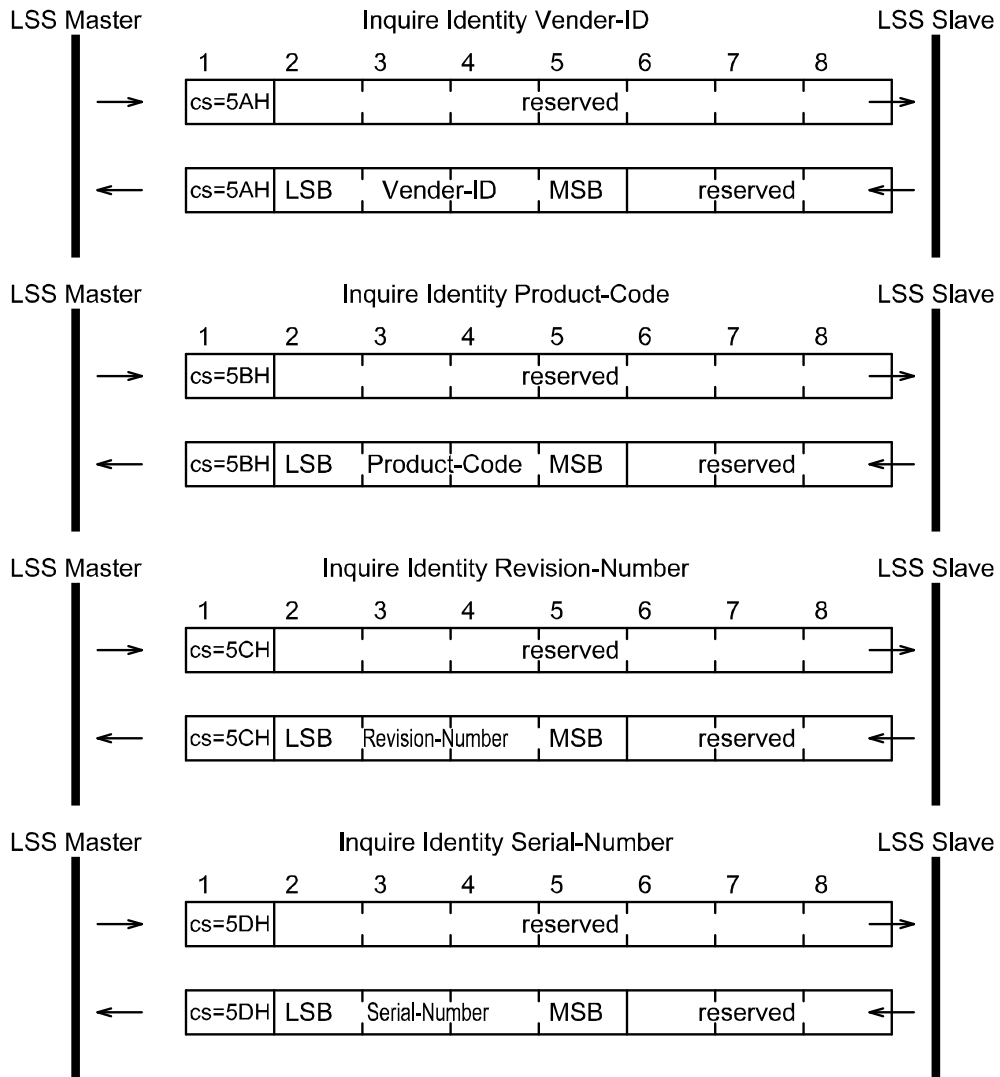 LSS Master Inquire Identity Vender-ID LSS Slave
1 2 3 4 5 6 7 8
cs=5AH reserved
cs=5AH LSB Vender-ID MSB reserved
LSS Master Inquire Identity Product-Code LSS Slave
1 2 3 4 5 6 7 8
cs=5BH reserved
cs=5BH LSB Product-Code MSB reserved
LSS Master Inquire Identity Revision-Number LSS Slave
1 2 3 4 5 6 7 8
cs=5CH reserved
cs=5CH LSB Revision-Number MSB reserved
LSS Master Inquire Identity Serial-Number LSS Slave
1 2 3 4 5 6 7 8
cs=5DH reserved
cs=5DH LSB Serial-Number MSB reserved